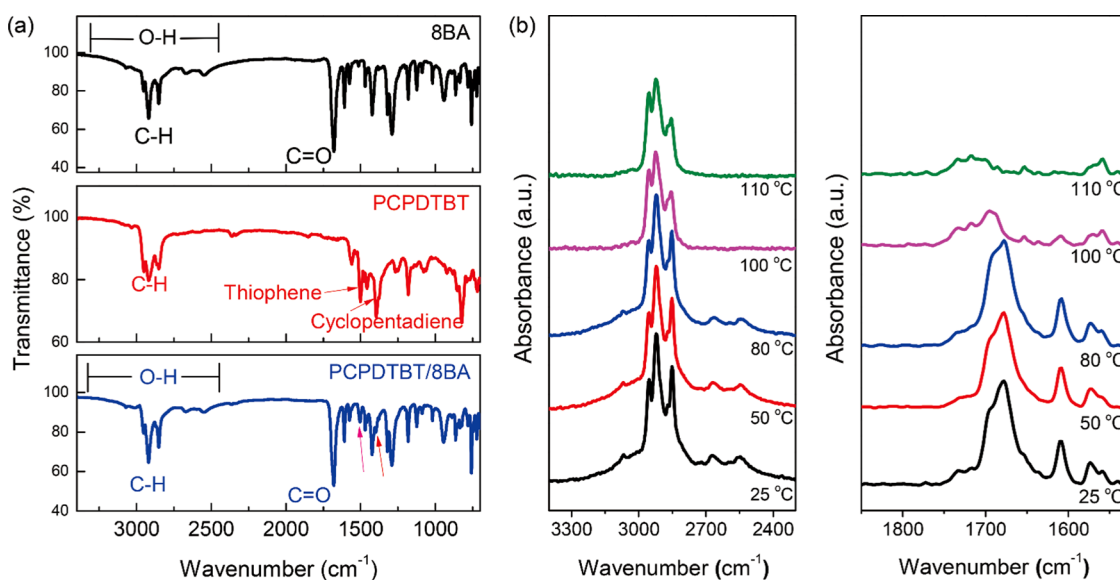 (a)
O-H
8BA
100
80
60
40
C-H
C=O
Transmittance (%)
PCPDTBT
100
80
60
C-H
Thiophene
Cyclopentadiene
PCPDTBT/8BA
O-H
100
80
60
40
C-H
C=O
3000 2500 2000 1500 1000
Wavenumber (cm-1)
(b)
Absorbance (a.u.)
110 °C
100 °C
80 °C
50 °C
25 °C
3300 3000 2700 2400
Wavenumber (cm-1)
Absorbance (a.u.)
110 °C
100 °C
80 °C
50 °C
25 °C
1800 1700 1600
Wavenumber (cm-1)